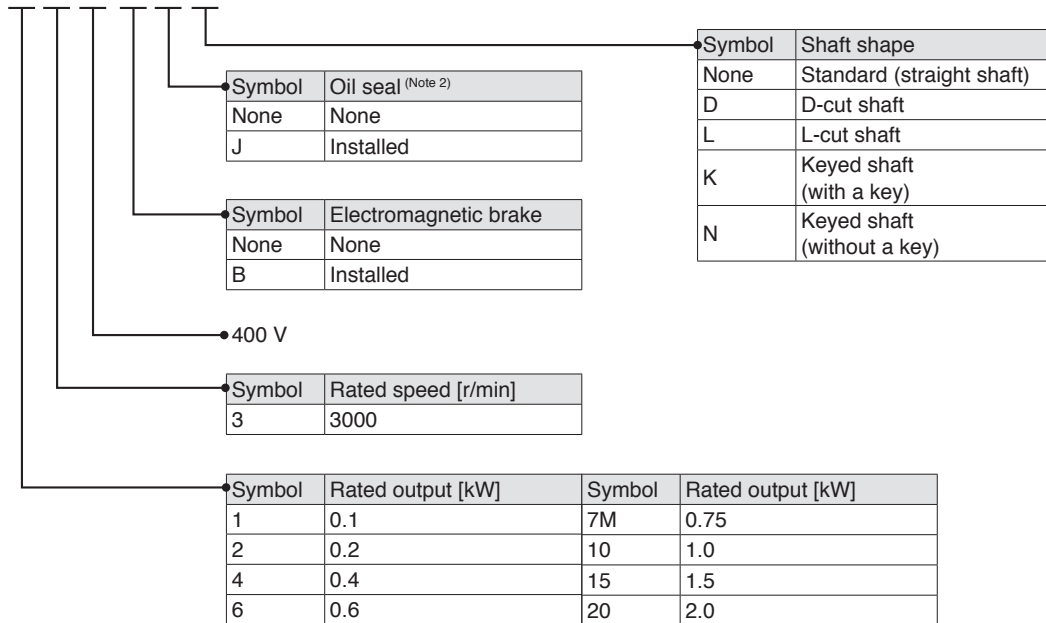 Symbol Shaft shape
None Standard (straight shaft)
D D-cut shaft
L L-cut shaft
K Keyed shaft
(with a key)
N Keyed shaft
(without a key)
Symbol Oil seal (Note 2)
None None
J Installed
Symbol Electromagnetic brake
None None
B Installed
400 V
Symbol Rated speed [r/min]
3 3000
Symbol Rated output [kW] Symbol Rated output [kW]
1 0.1 7M 0.75
2 0.2 10 1.0
4 0.4 15 1.5
6 0.6 20 2.0